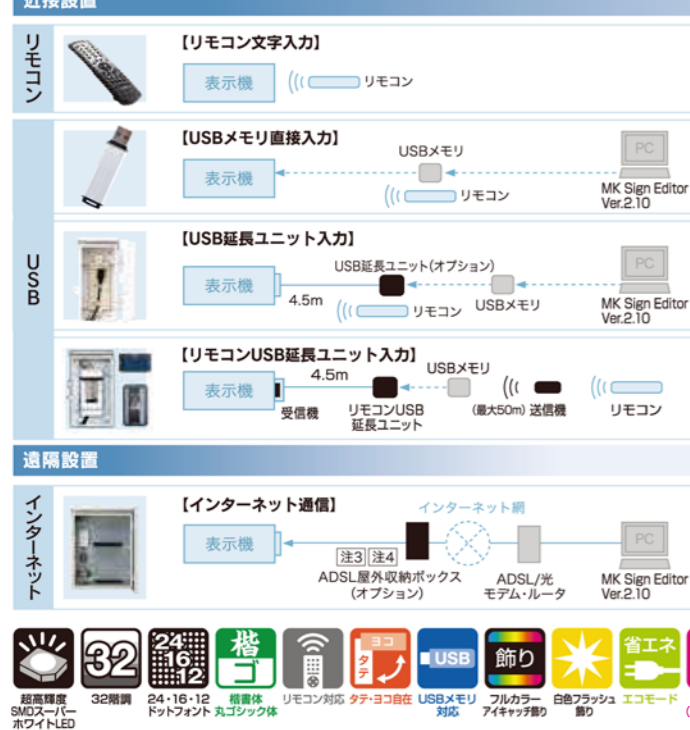 近接設置
リモコン
【リモコン文字入力】
表示機
リモコン
USB
【USBメモリ直接入力】
表示機
USBメモリ
リモコン
PC
MK Sign Editor
Ver.2.10
【USB延長ユニット入力】
表示機
4.5m
USB延長ユニット(オプション)
リモコン
USBメモリ
PC
MK Sign Editor
Ver.2.10
【リモコンUSB延長ユニット入力】
表示機
4.5m
受信機
リモコンUSB
延長ユニット
USBメモリ
(最大50m) 送信機
リモコン
遠隔設置
インターネット
【インターネット通信】
表示機
注3 注4
ADSL屋外収納ボックス
(オプション)
インターネット網
ADSL/光
モデム・ルータ
PC
MK Sign Editor
Ver.2.10
超高輝度
SMDスーパー
ホワイトLED
32
32階調
24
16
12
24・16・12
ドットフォント
楷
ゴ
楷書体
丸ゴシック体
リモコン対応
ヨコ
タテ
タテ・ヨコ自在
USB
USBメモリ
対応
飾り
フルカラー
アイキャッチ飾り
白色フラッシュ
飾り
省エネ
エコモード